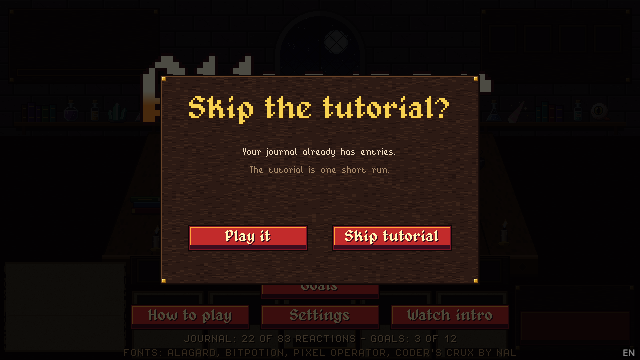 Skip the tutorial?
Your journal already has entries.
The tutorial is one short run.
Play it
Skip tutorial
Goals
How to play
Settings
Watch intro
JOURNAL: 22 OF 83 REACTIONS - GOALS: 3 OF 12
FONTS: ALAGARD, BITPOTION, PIXEL OPERATOR, CODER'S CRUX BY NAL
EN